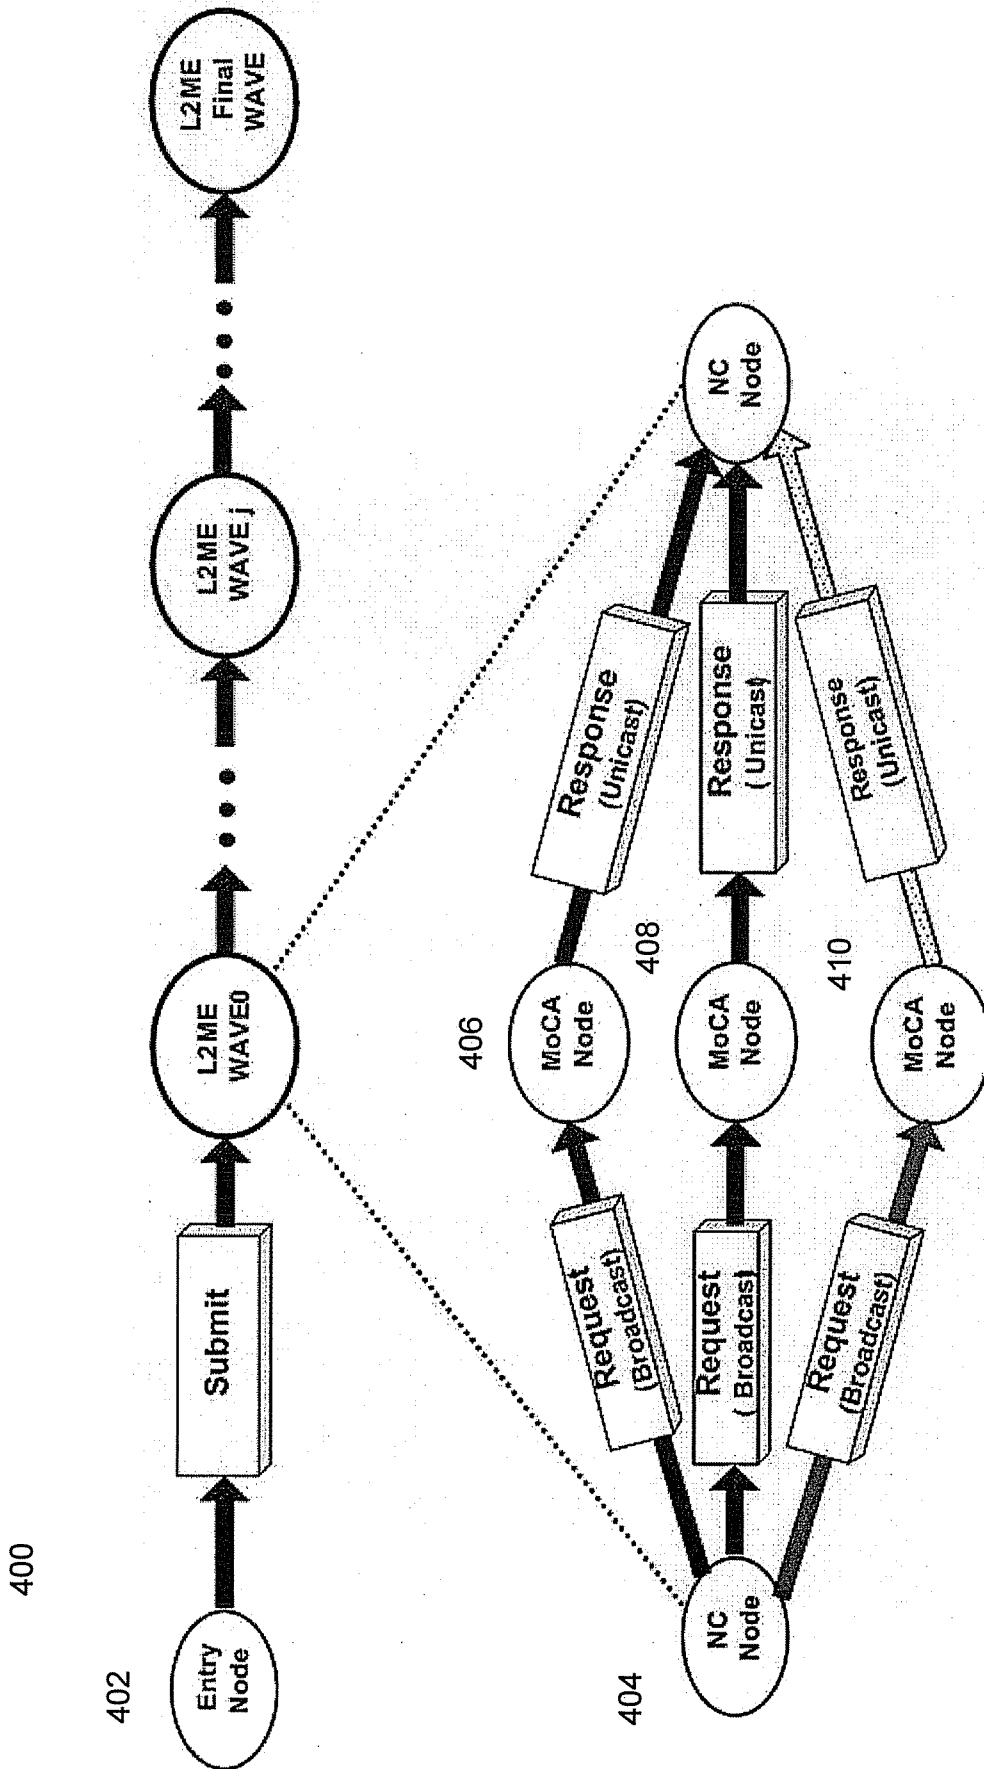 400
402
Entry
Node
Submit
L2ME
WAVE0
L2ME
WAVE j
L2ME
Final
WAVE
404
NC
Node
Request
(Broadcast)
Request
( Broadcast)
Request
(Broadcast)
406
MoCA
Node
408
MoCA
Node
410
MoCA
Node
Response
(Unicast)
Response
( Unicast)
Response
(Unicast)
NC
Node